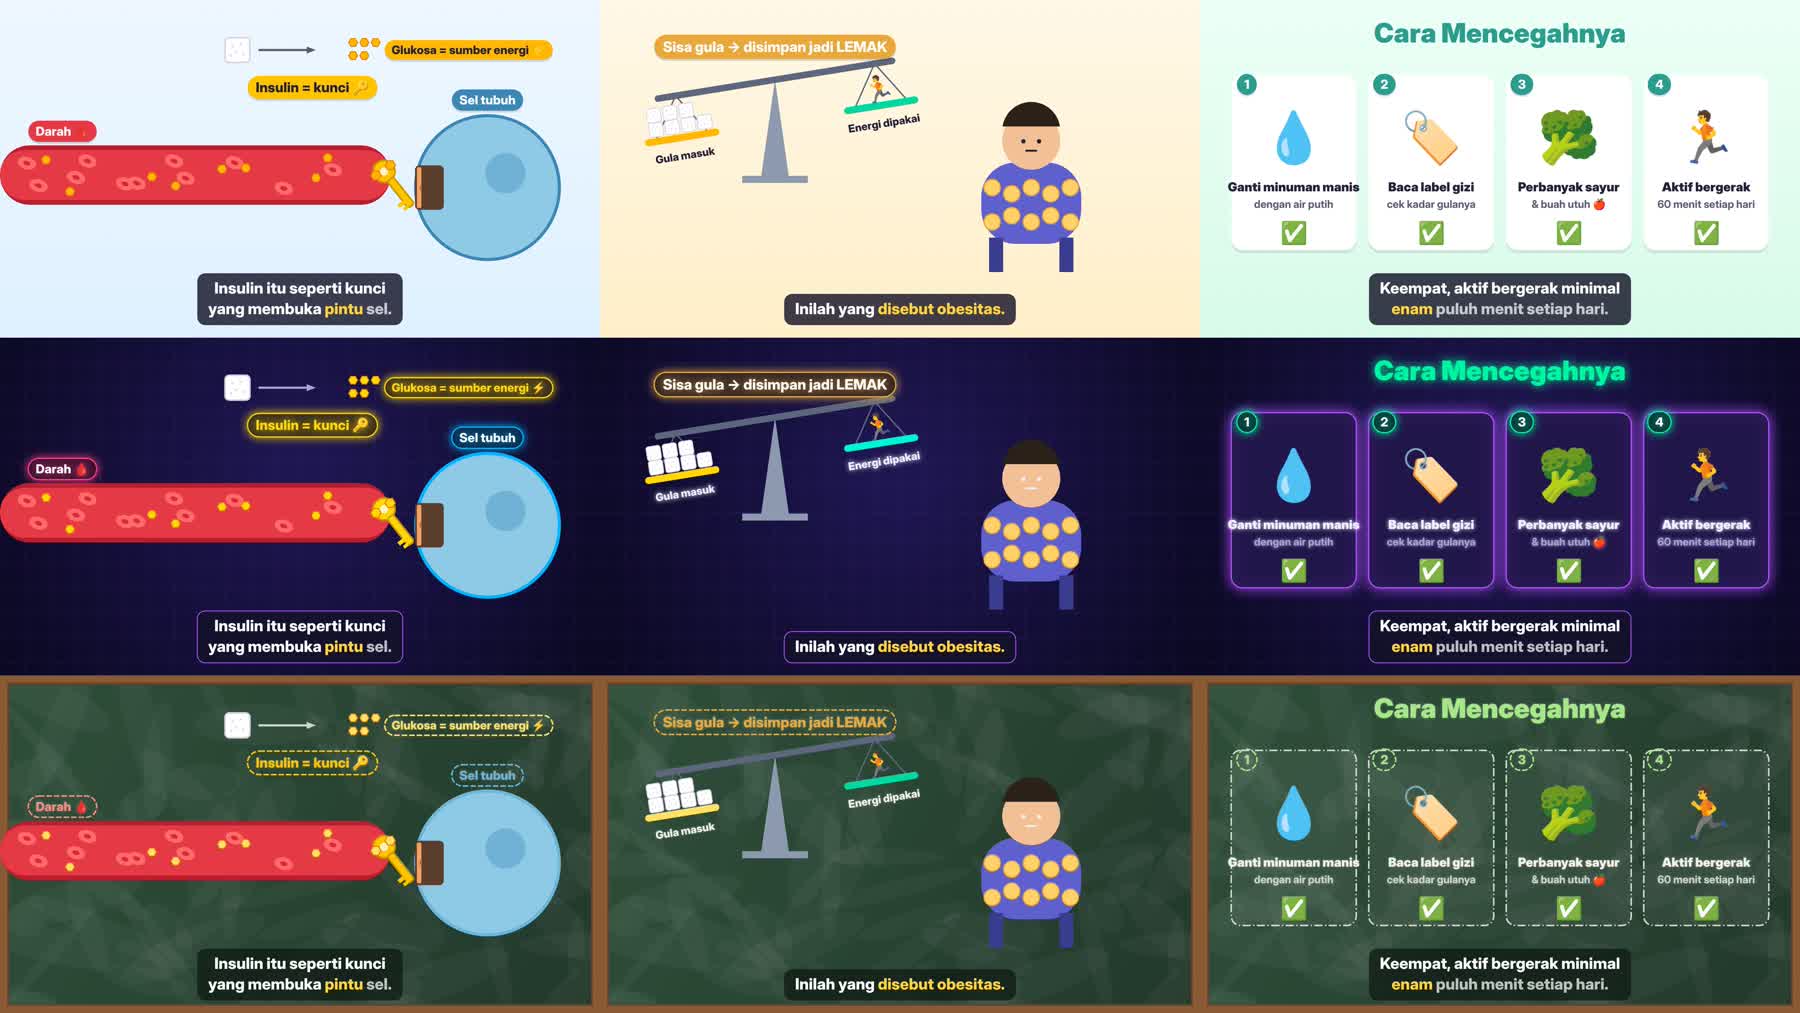 Glukosa = sumber energi
Insulin = kunci
Sel tubuh
Darah
Insulin itu seperti kunci
yang membuka pintu sel.
Sisa gula → disimpan jadi LEMAK
Gula masuk
Energi dipakai
Inilah yang disebut obesitas.
Cara Mencegahnya
1
2
3
4
Ganti minuman manis
dengan air putih
Baca label gizi
cek kadar gulanya
Perbanyak sayur
& buah utuh
Aktif bergerak
60 menit setiap hari
Keempat, aktif bergerak minimal
enam puluh menit setiap hari.
Glukosa = sumber energi
Insulin = kunci
Sel tubuh
Darah
Insulin itu seperti kunci
yang membuka pintu sel.
Sisa gula → disimpan jadi LEMAK
Gula masuk
Energi dipakai
Inilah yang disebut obesitas.
Cara Mencegahnya
1
2
3
4
Ganti minuman manis
dengan air putih
Baca label gizi
cek kadar gulanya
Perbanyak sayur
& buah utuh
Aktif bergerak
60 menit setiap hari
Keempat, aktif bergerak minimal
enam puluh menit setiap hari.
Glukosa = sumber energi
Insulin = kunci
Sel tubuh
Darah
Insulin itu seperti kunci
yang membuka pintu sel.
Sisa gula → disimpan jadi LEMAK
Gula masuk
Energi dipakai
Inilah yang disebut obesitas.
Cara Mencegahnya
1
2
3
4
Ganti minuman manis
dengan air putih
Baca label gizi
cek kadar gulanya
Perbanyak sayur
& buah utuh
Aktif bergerak
60 menit setiap hari
Keempat, aktif bergerak minimal
enam puluh menit setiap hari.